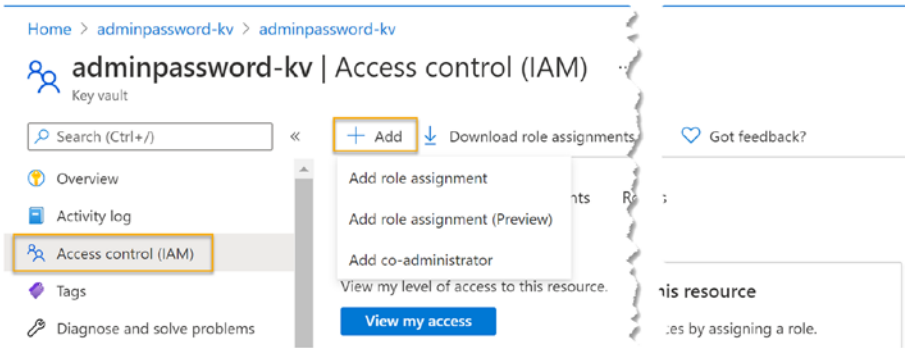 Home > adminpassword-kv > adminpassword-kv
adminpassword-kv | Access control (IAM) ...
Key vault
Search (Ctrl+/) « + Add Download role assignments Got feedback?
Overview
Activity log
Access control (IAM)
Tags
Diagnose and solve problems
Add role assignment
Add role assignment (Preview)
Add co-administrator
View my level of access to this resource.
View my access
his resource
es by assigning a role.